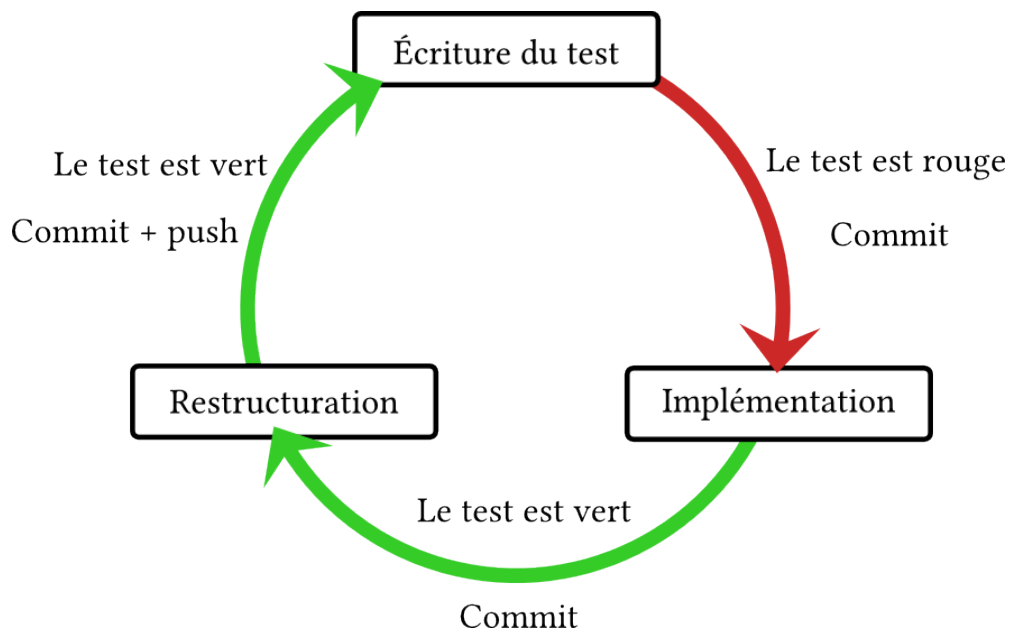 Écriture du test
Le test est vert
Le test est rouge
Commit + push
Commit
Restructuration
Implémentation
Le test est vert
Commit